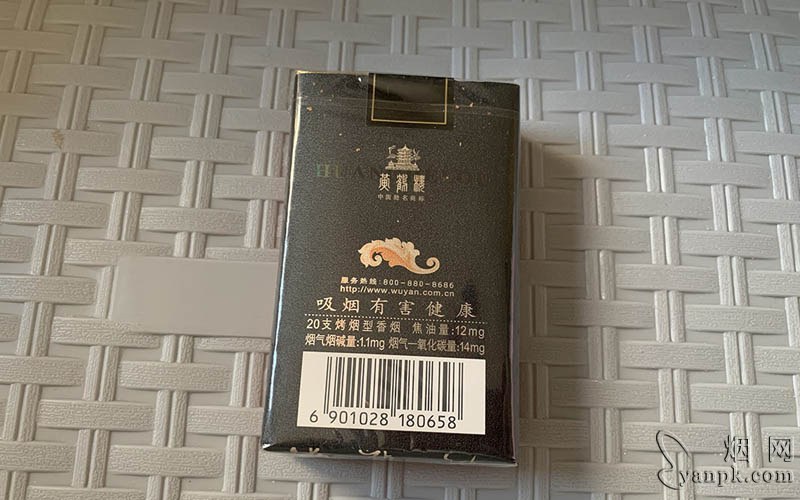 黄鹤楼
中国驰名商标
服务热线:800-880-8686
http://www.wuyan.com.cn
吸烟有害健康
20支烤烟型香烟 焦油量:12mg
烟气烟碱量:1.1mg 烟气一氧化碳量:14mg
6 901028 180658
烟网
yanpk.com